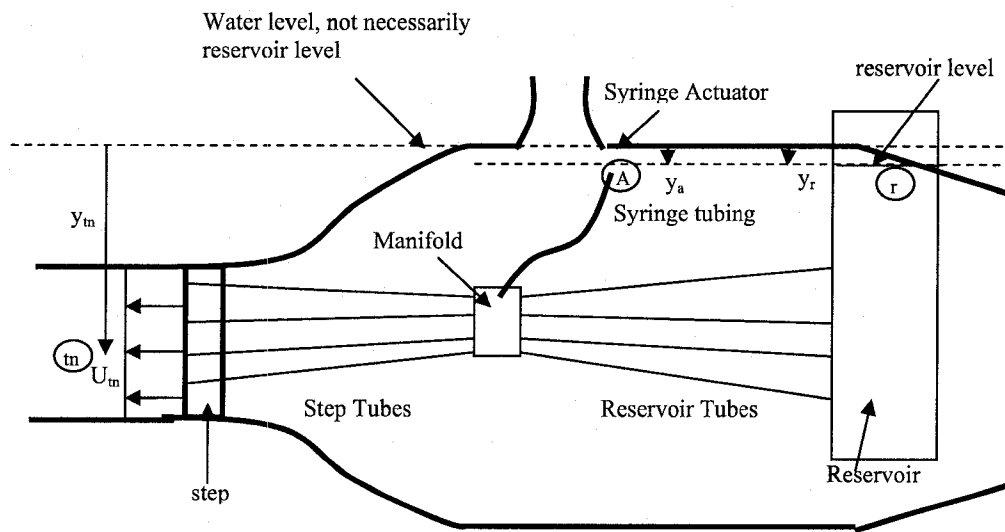 Water level, not necessarily
reservoir level
reservoir level
Syringe Actuator
A
y_a
y_r
r
Syringe tubing
y_tn
Manifold
tn
U_tn
Step Tubes
Reservoir Tubes
Reservoir
step